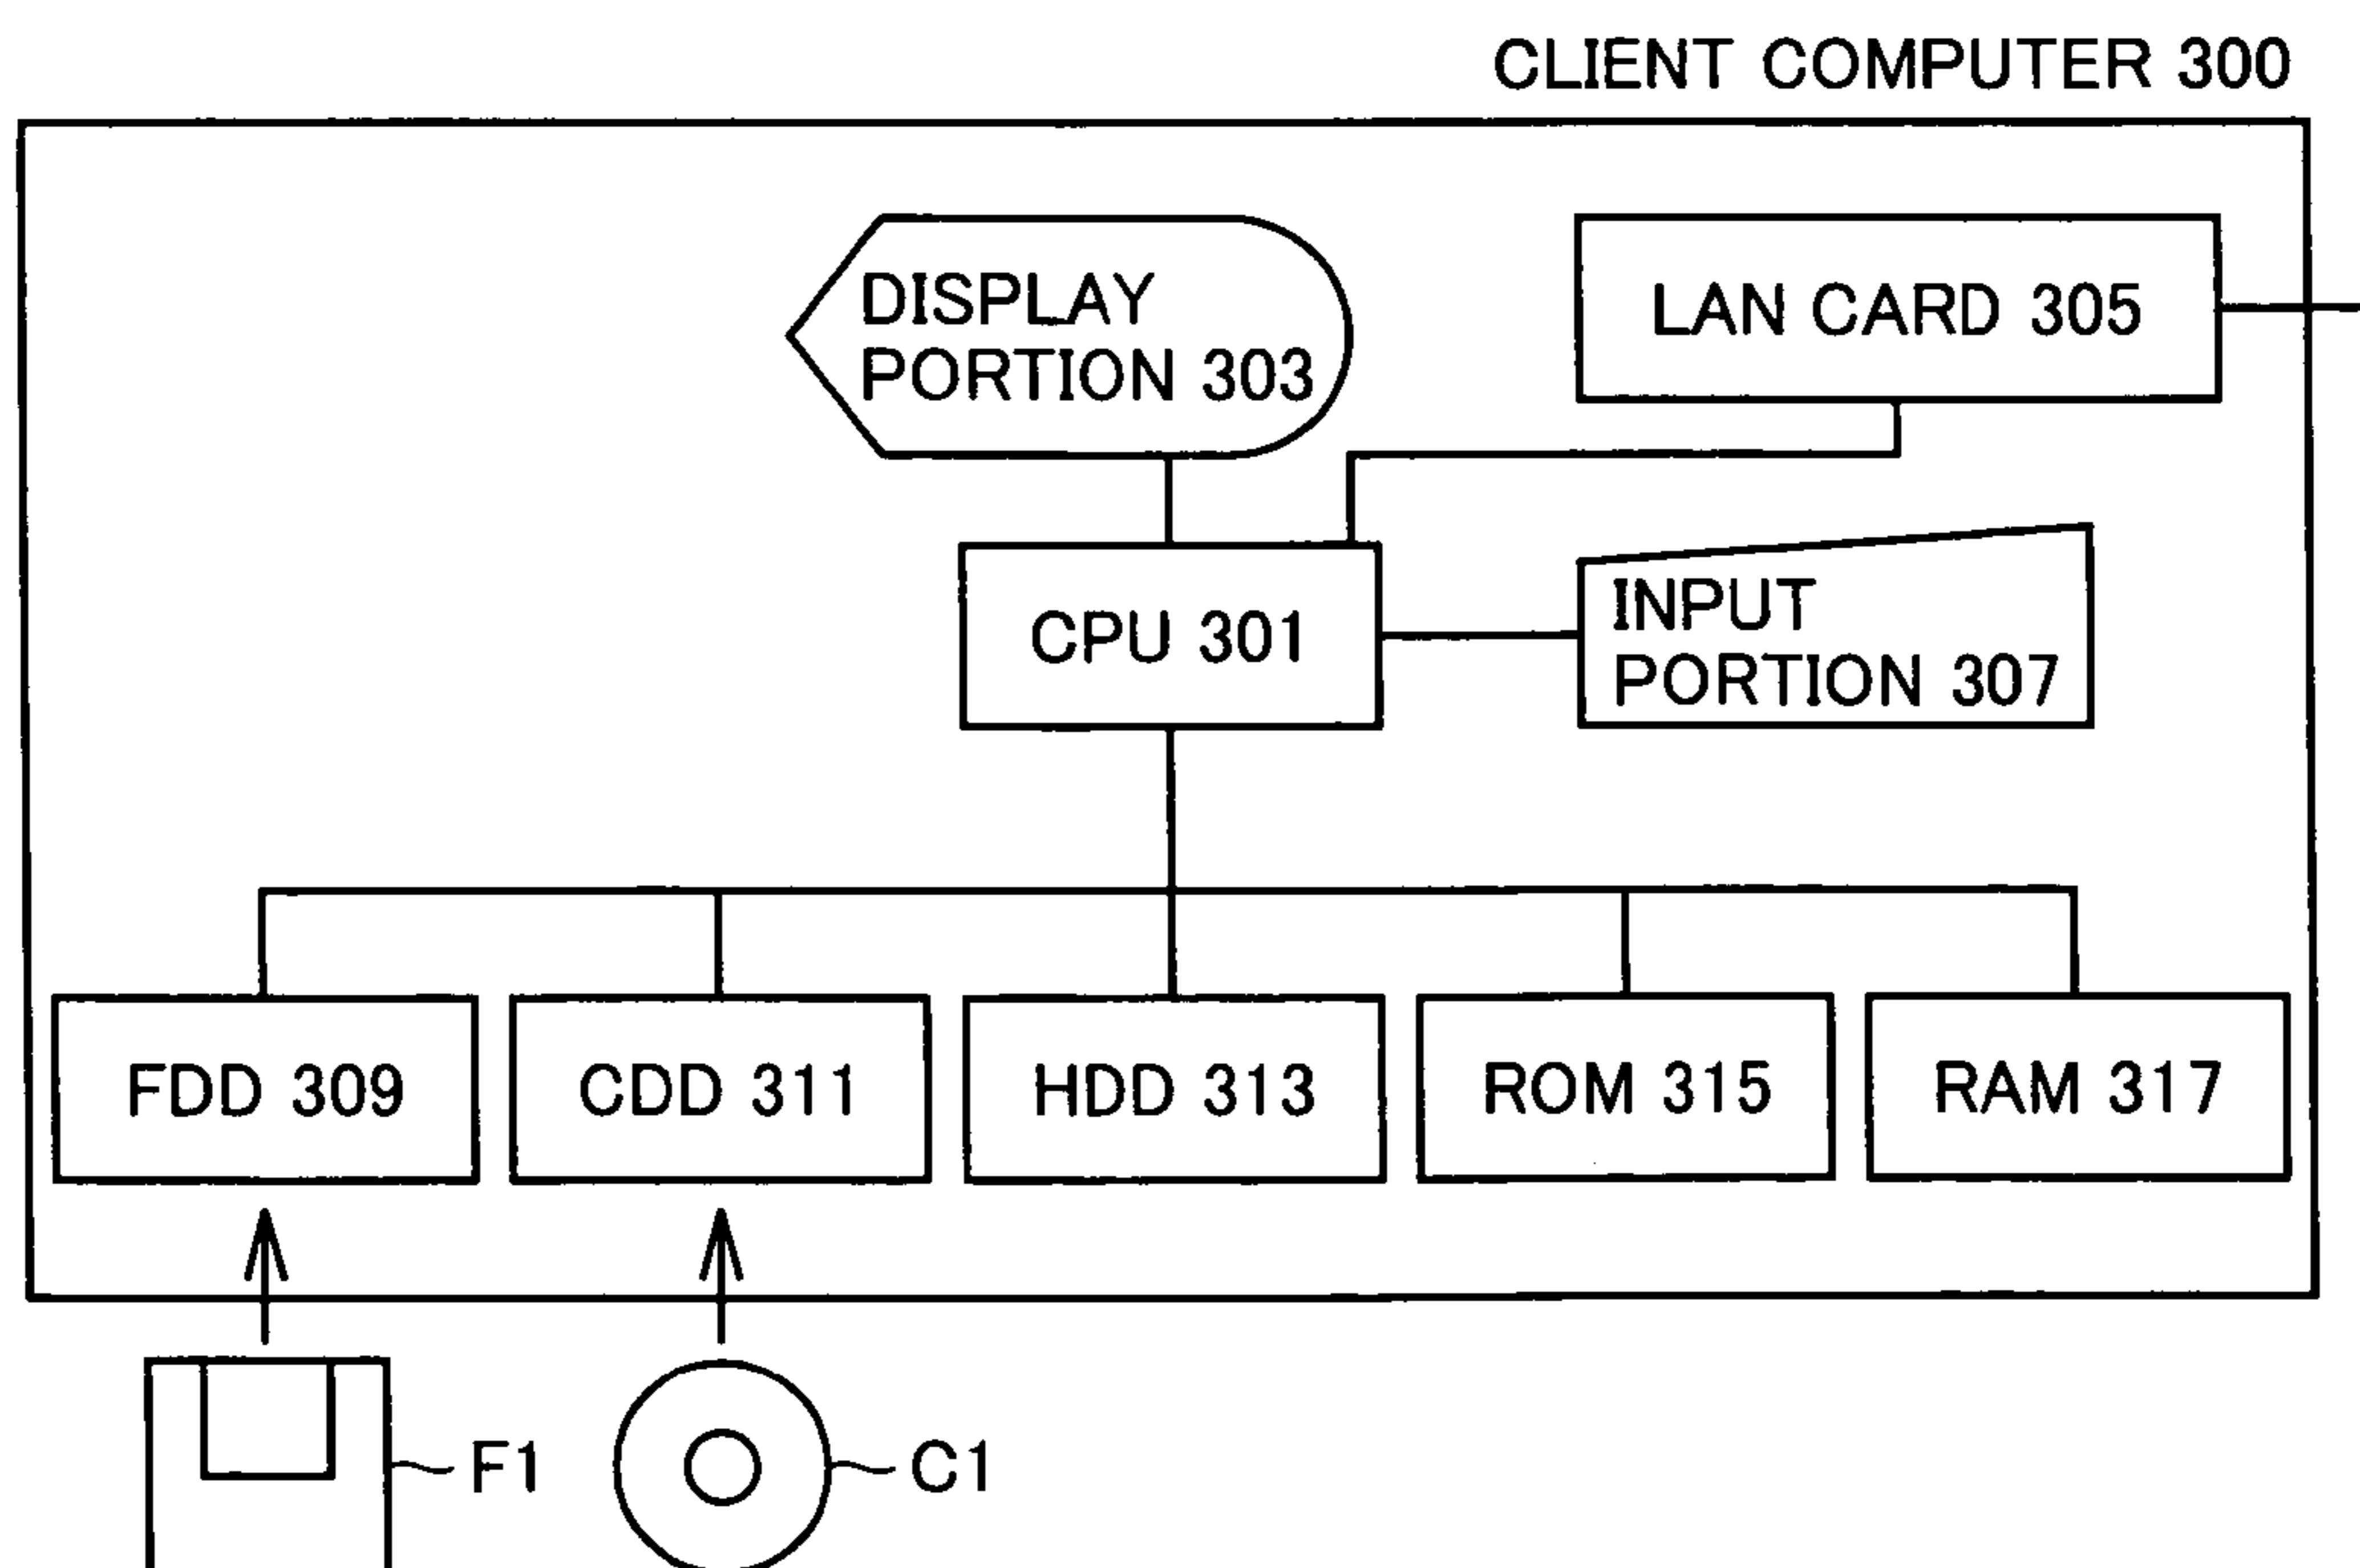 CLIENT COMPUTER 300
DISPLAY
PORTION 303
LAN CARD 305
CPU 301
INPUT
PORTION 307
FDD 309
CDD 311
HDD 313
ROM 315
RAM 317
F1
C1